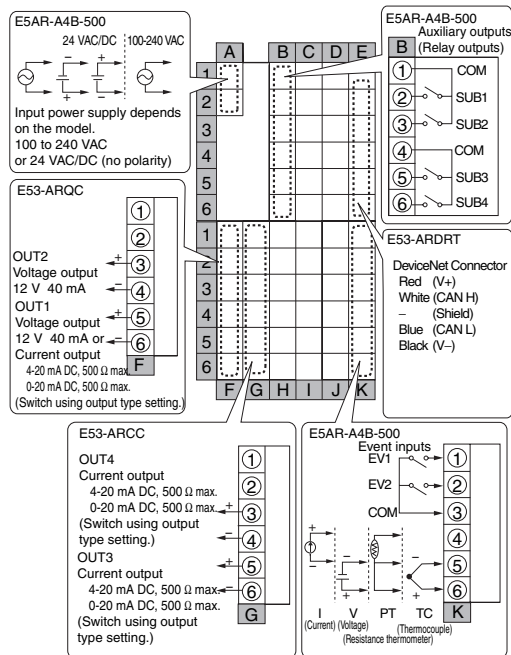 E5AR-A4B-500
24 VAC/DC 100-240 VAC
+ − − +
Input power supply depends
on the model.
100 to 240 VAC
or 24 VAC/DC (no polarity)
A B C D E
1
2
3
4
5
6
1
2
3
4
5
6
F G H I J K
E5AR-A4B-500
Auxiliary outputs
(Relay outputs)
B
1 COM
2 SUB1
3 SUB2
4 COM
5 SUB3
6 SUB4
E53-ARQC
1
2
OUT2
Voltage output
12 V 40 mA
+ 3
− 4
OUT1
Voltage output
12 V 40 mA or
Current output
4-20 mA DC, 500 Ω max.
0-20 mA DC, 500 Ω max.
(Switch using output type setting.)
+ 5
− 6
F
E53-ARDRT
DeviceNet Connector
Red (V+)
White (CAN H)
– (Shield)
Blue (CAN L)
Black (V–)
E53-ARCC
1
2
OUT4
Current output
4-20 mA DC, 500 Ω max.
0-20 mA DC, 500 Ω max.
(Switch using output
type setting.)
+ 3
− 4
OUT3
Current output
4-20 mA DC, 500 Ω max.
0-20 mA DC, 500 Ω max.
(Switch using output
type setting.)
+ 5
− 6
G
E5AR-A4B-500
Event inputs
EV1 1
EV2 2
COM 3
4
5
6
K
+ − − + − +
I V PT TC
(Current) (Voltage) (Thermocouple)
(Resistance thermometer)